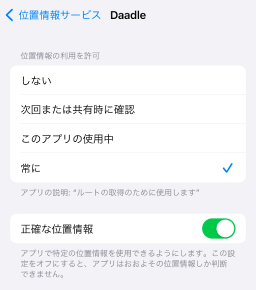 位置情報サービス Daadle
位置情報の利用を許可
しない
次回または共有時に確認
このアプリの使用中
常に
アプリの説明: “ルートの取得のために使用します”
正確な位置情報
アプリで特定の位置情報を使用できるようにします。この設
定をオフにすると、アプリはおおよその位置情報しか判断
できません。